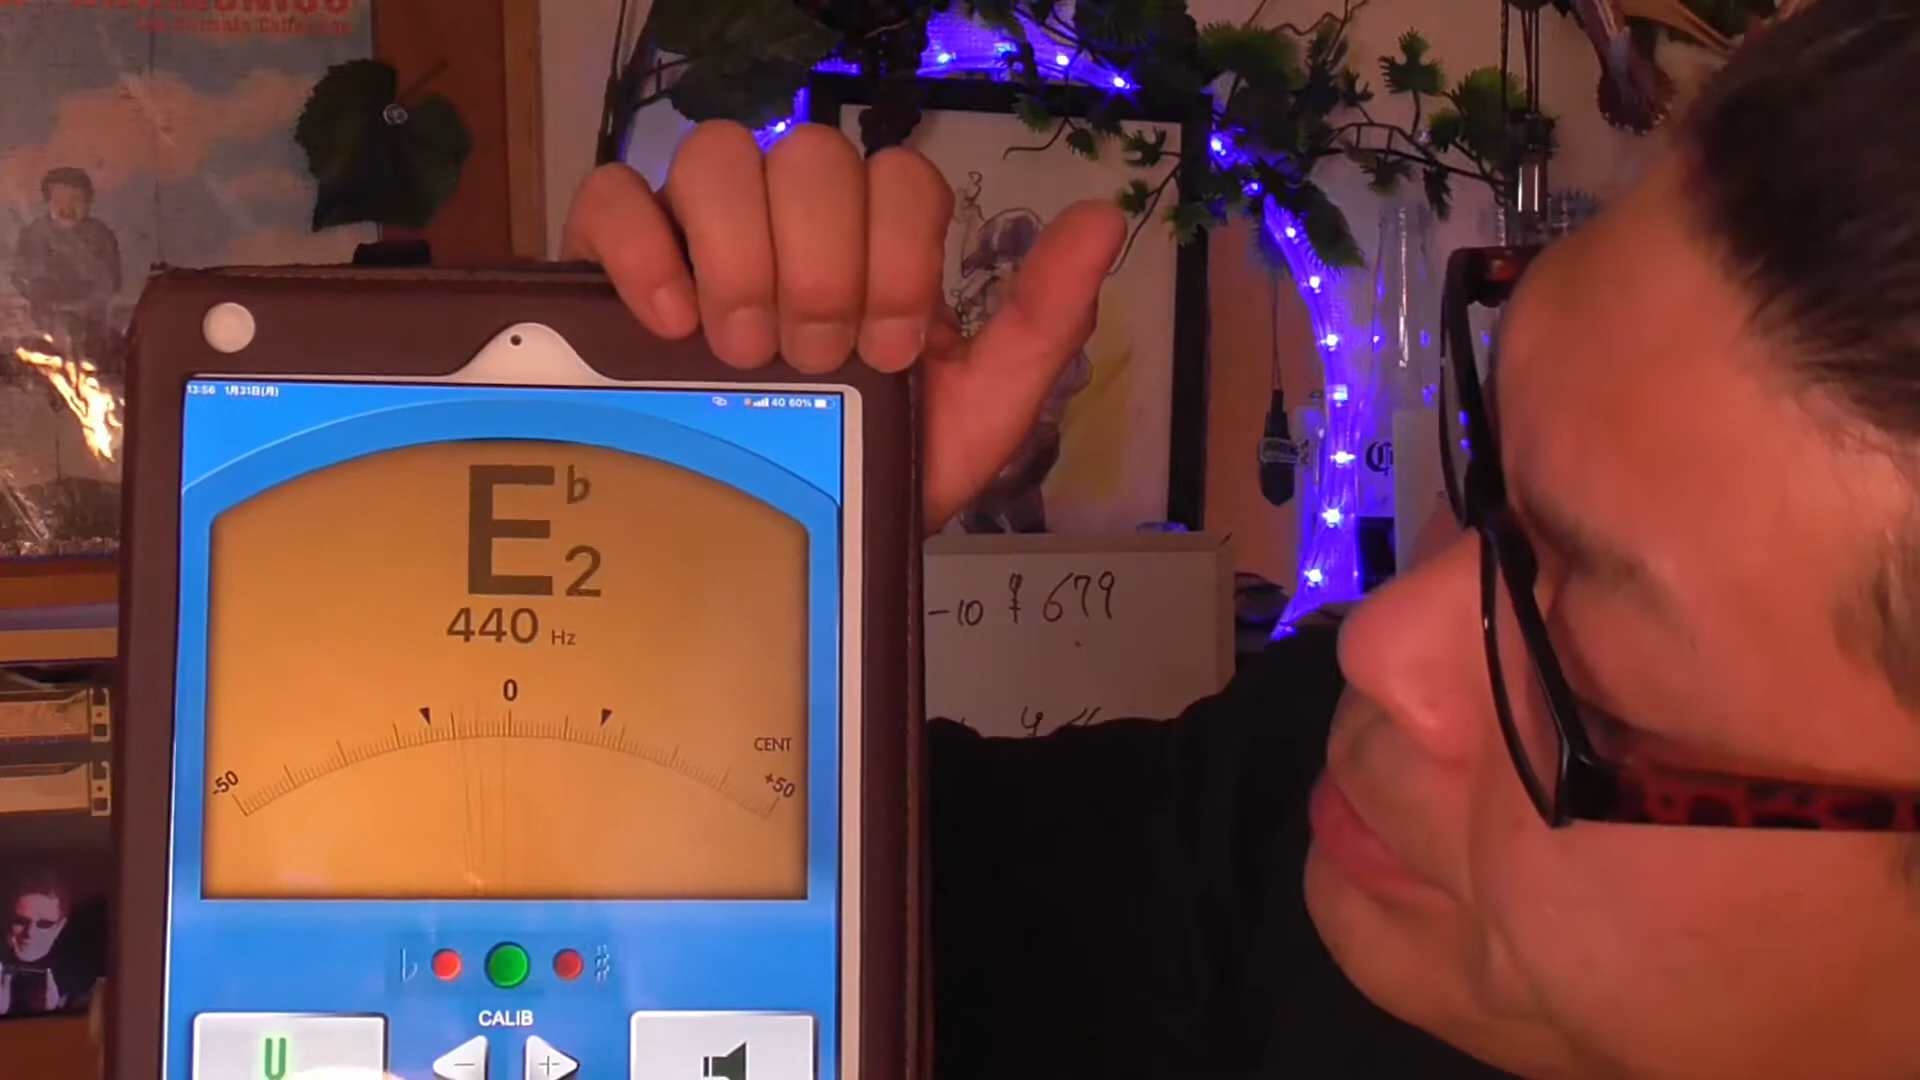 13:56 1月31日(月)
4G 60%
E♭2
440 Hz
0
CENT
-50
+50
♭ ♯
CALIB
− +
-10 ¥679